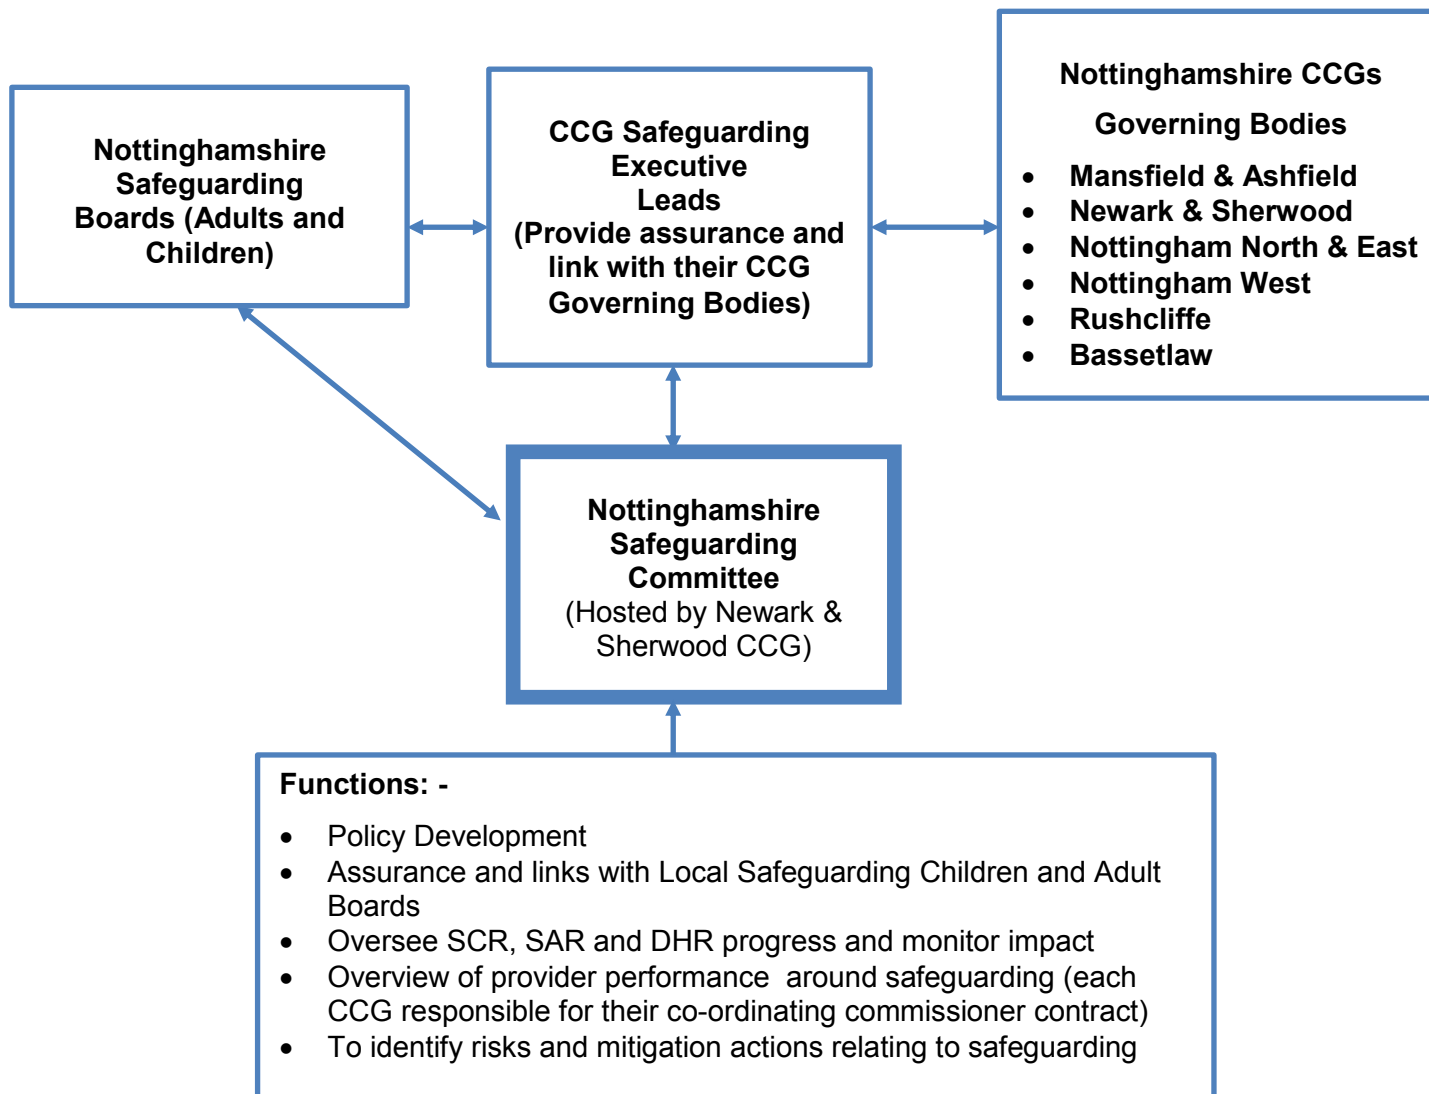 Nottinghamshire
Safeguarding
Boards (Adults and
Children)
CCG Safeguarding
Executive
Leads
(Provide assurance and
link with their CCG
Governing Bodies)
Nottinghamshire CCGs
Governing Bodies
• Mansfield & Ashfield
• Newark & Sherwood
• Nottingham North & East
• Nottingham West
• Rushcliffe
• Bassetlaw
Nottinghamshire
Safeguarding
Committee
(Hosted by Newark &
Sherwood CCG)
Functions: -
• Policy Development
• Assurance and links with Local Safeguarding Children and Adult
Boards
• Oversee SCR, SAR and DHR progress and monitor impact
• Overview of provider performance around safeguarding (each
CCG responsible for their co-ordinating commissioner contract)
• To identify risks and mitigation actions relating to safeguarding